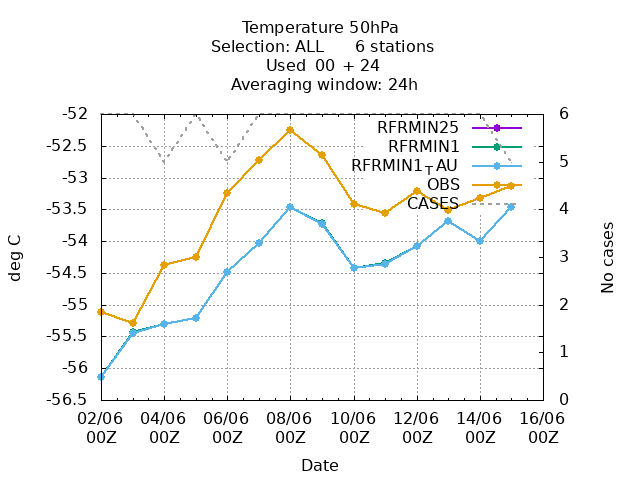 Temperature 50hPa
Selection: ALL 6 stations
Used 00 + 24
Averaging window: 24h
-52
-52.5
-53
-53.5
-54
-54.5
-55
-55.5
-56
-56.5
deg C
RFRMIN25
RFRMIN1
RFRMIN1_TAU
OBS
CASES
6
5
4
3
2
1
0
No cases
02/06 04/06 06/06 08/06 10/06 12/06 14/06 16/06
00Z 00Z 00Z 00Z 00Z 00Z 00Z 00Z
Date